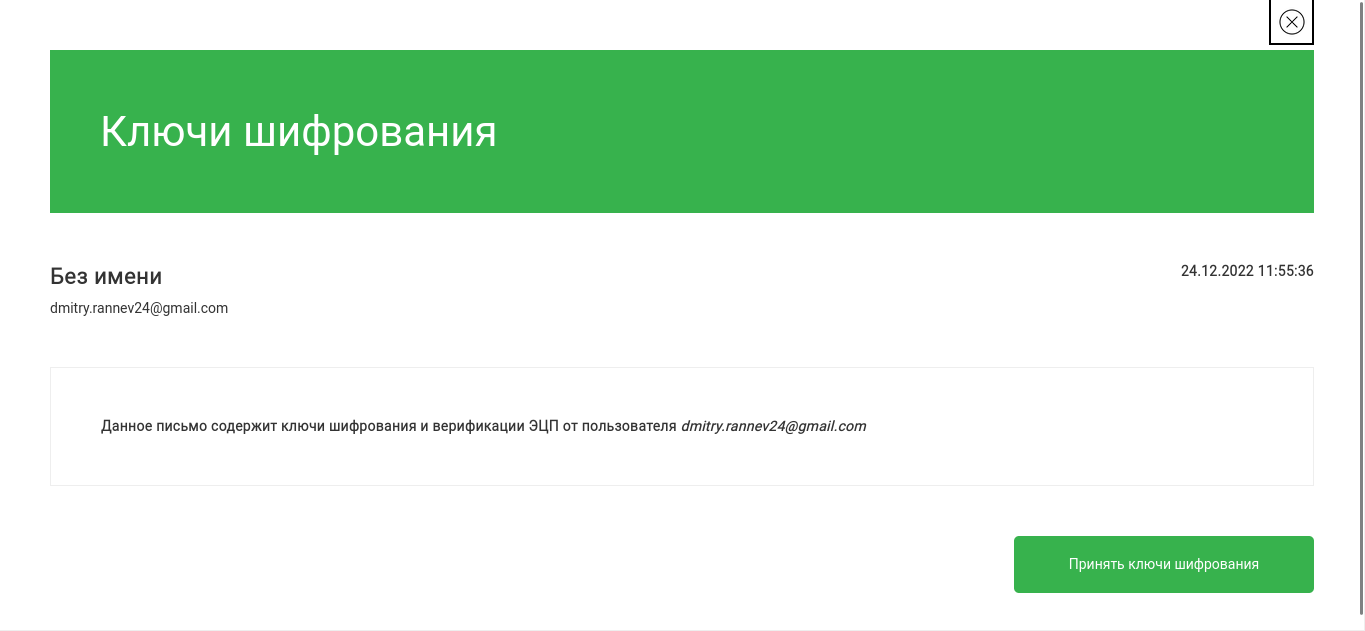 Ключи шифрования
Без имени
24.12.2022 11:55:36
dmitry.rannev24@gmail.com
Данное письмо содержит ключи шифрования и верификации ЭЦП от пользователя dmitry.rannev24@gmail.com
Принять ключи шифрования